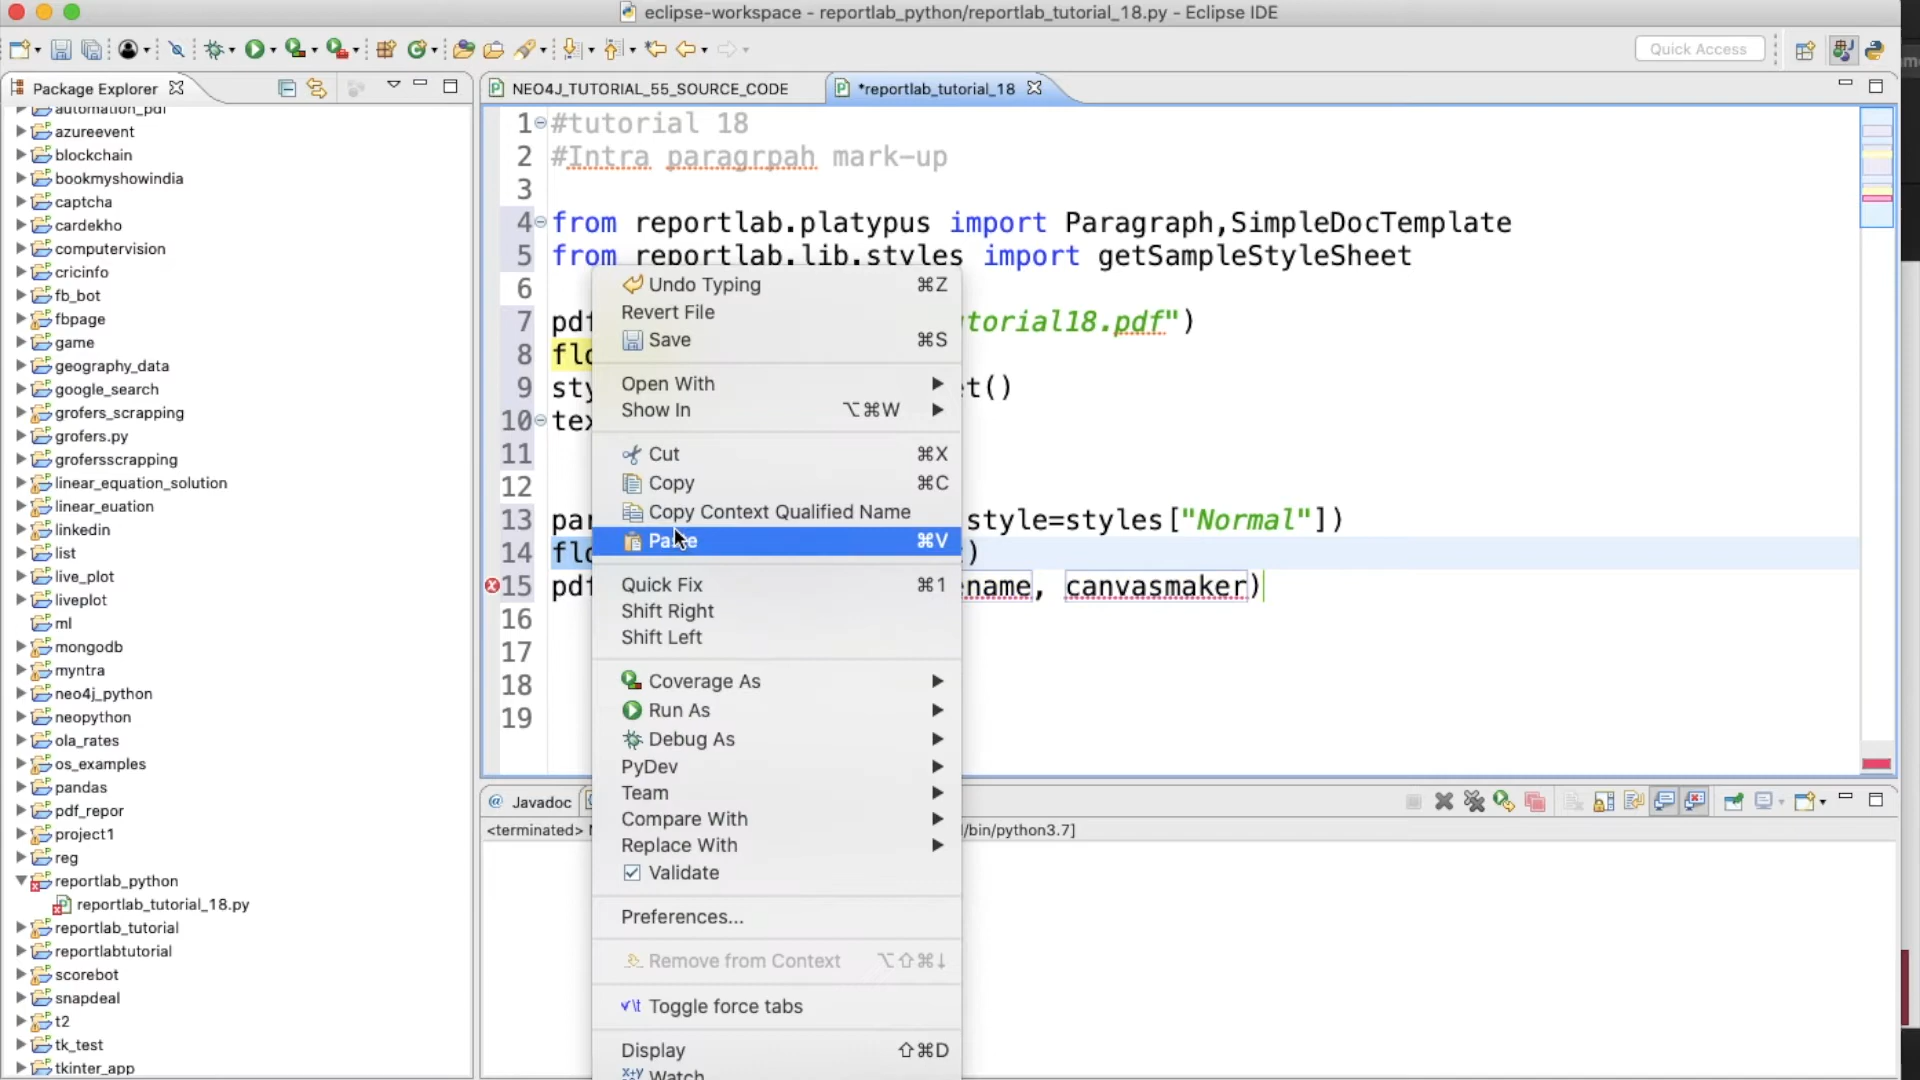 eclipse-workspace - reportlab_python/reportlab_tutorial_18.py - Eclipse IDE
Quick Access
Package Explorer
NEO4J_TUTORIAL_55_SOURCE_CODE
*reportlab_tutorial_18
automation_pdf
azureevent
blockchain
bookmyshowindia
captcha
cardekho
computervision
cricinfo
fb_bot
fbpage
game
geography_data
google_search
grofers_scrapping
grofers.py
grofersscrapping
linear_equation_solution
linear_euation
linkedin
list
live_plot
liveplot
ml
mongodb
myntra
neo4j_python
neopython
ola_rates
os_examples
pandas
pdf_repor
project1
reg
reportlab_python
reportlab_tutorial_18.py
reportlab_tutorial
reportlabtutorial
scorebot
snapdeal
t2
tk_test
tkinter_app
1 #tutorial 18
2 #Intra paragrpah mark-up
3
4 from reportlab.platypus import Paragraph,SimpleDocTemplate
5 from reportlab.lib.styles import getSampleStyleSheet
6
7 pdf torial18.pdf")
8 flo
9 sty t()
10 tex
11
12
13 par style=styles["Normal"])
14 flo )
15 pdf name, canvasmaker)
16
17
18
19
Undo Typing ⌘Z
Revert File
Save ⌘S
Open With
Show In ⌥⌘W
Cut ⌘X
Copy ⌘C
Copy Context Qualified Name
Paste ⌘V
Quick Fix ⌘1
Shift Right
Shift Left
Coverage As
Run As
Debug As
PyDev
Team
Compare With
Replace With
Validate
Preferences...
Remove from Context ⌥⇧⌘↓
Toggle force tabs
Display ⇧⌘D
Watch
@ Javadoc
<terminated> /bin/python3.7]